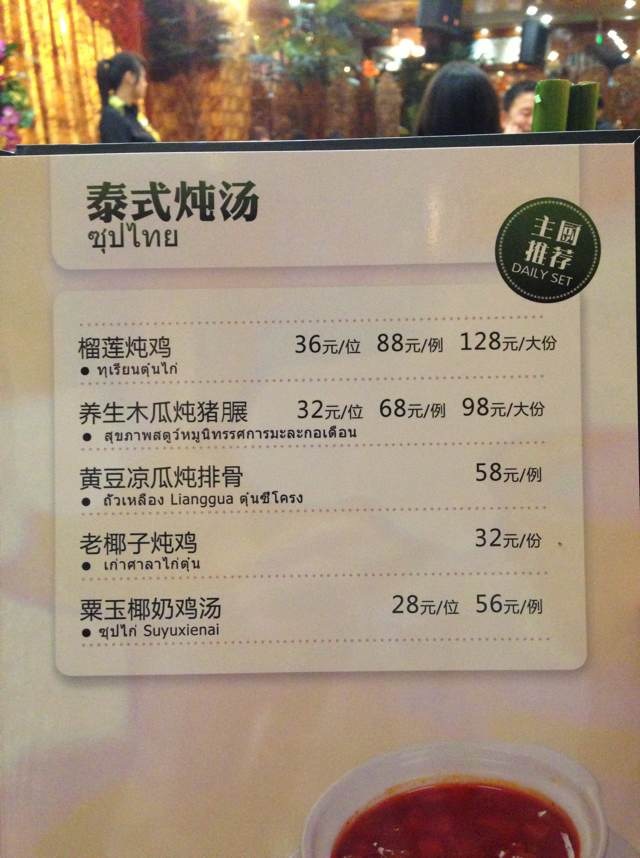 泰式炖汤
ซุปไทย
主厨
推荐
DAILY SET
榴莲炖鸡 36元/位 88元/例 128元/大份
● ทุเรียนตุ๋นไก่
养生木瓜炖猪腒 32元/位 68元/例 98元/大份
● สุขภาพสตูว์หมูนิทรรศการมะละกอเดือน
黄豆凉瓜炖排骨 58元/例
● ถั่วเหลือง Lianggua ตุ๋นซี่โครง
老椰子炖鸡 32元/份
● เก่าศาลาไก่ตุ๋น
粟玉椰奶鸡汤 28元/位 56元/例
● ซุปไก่ Suyuxienai